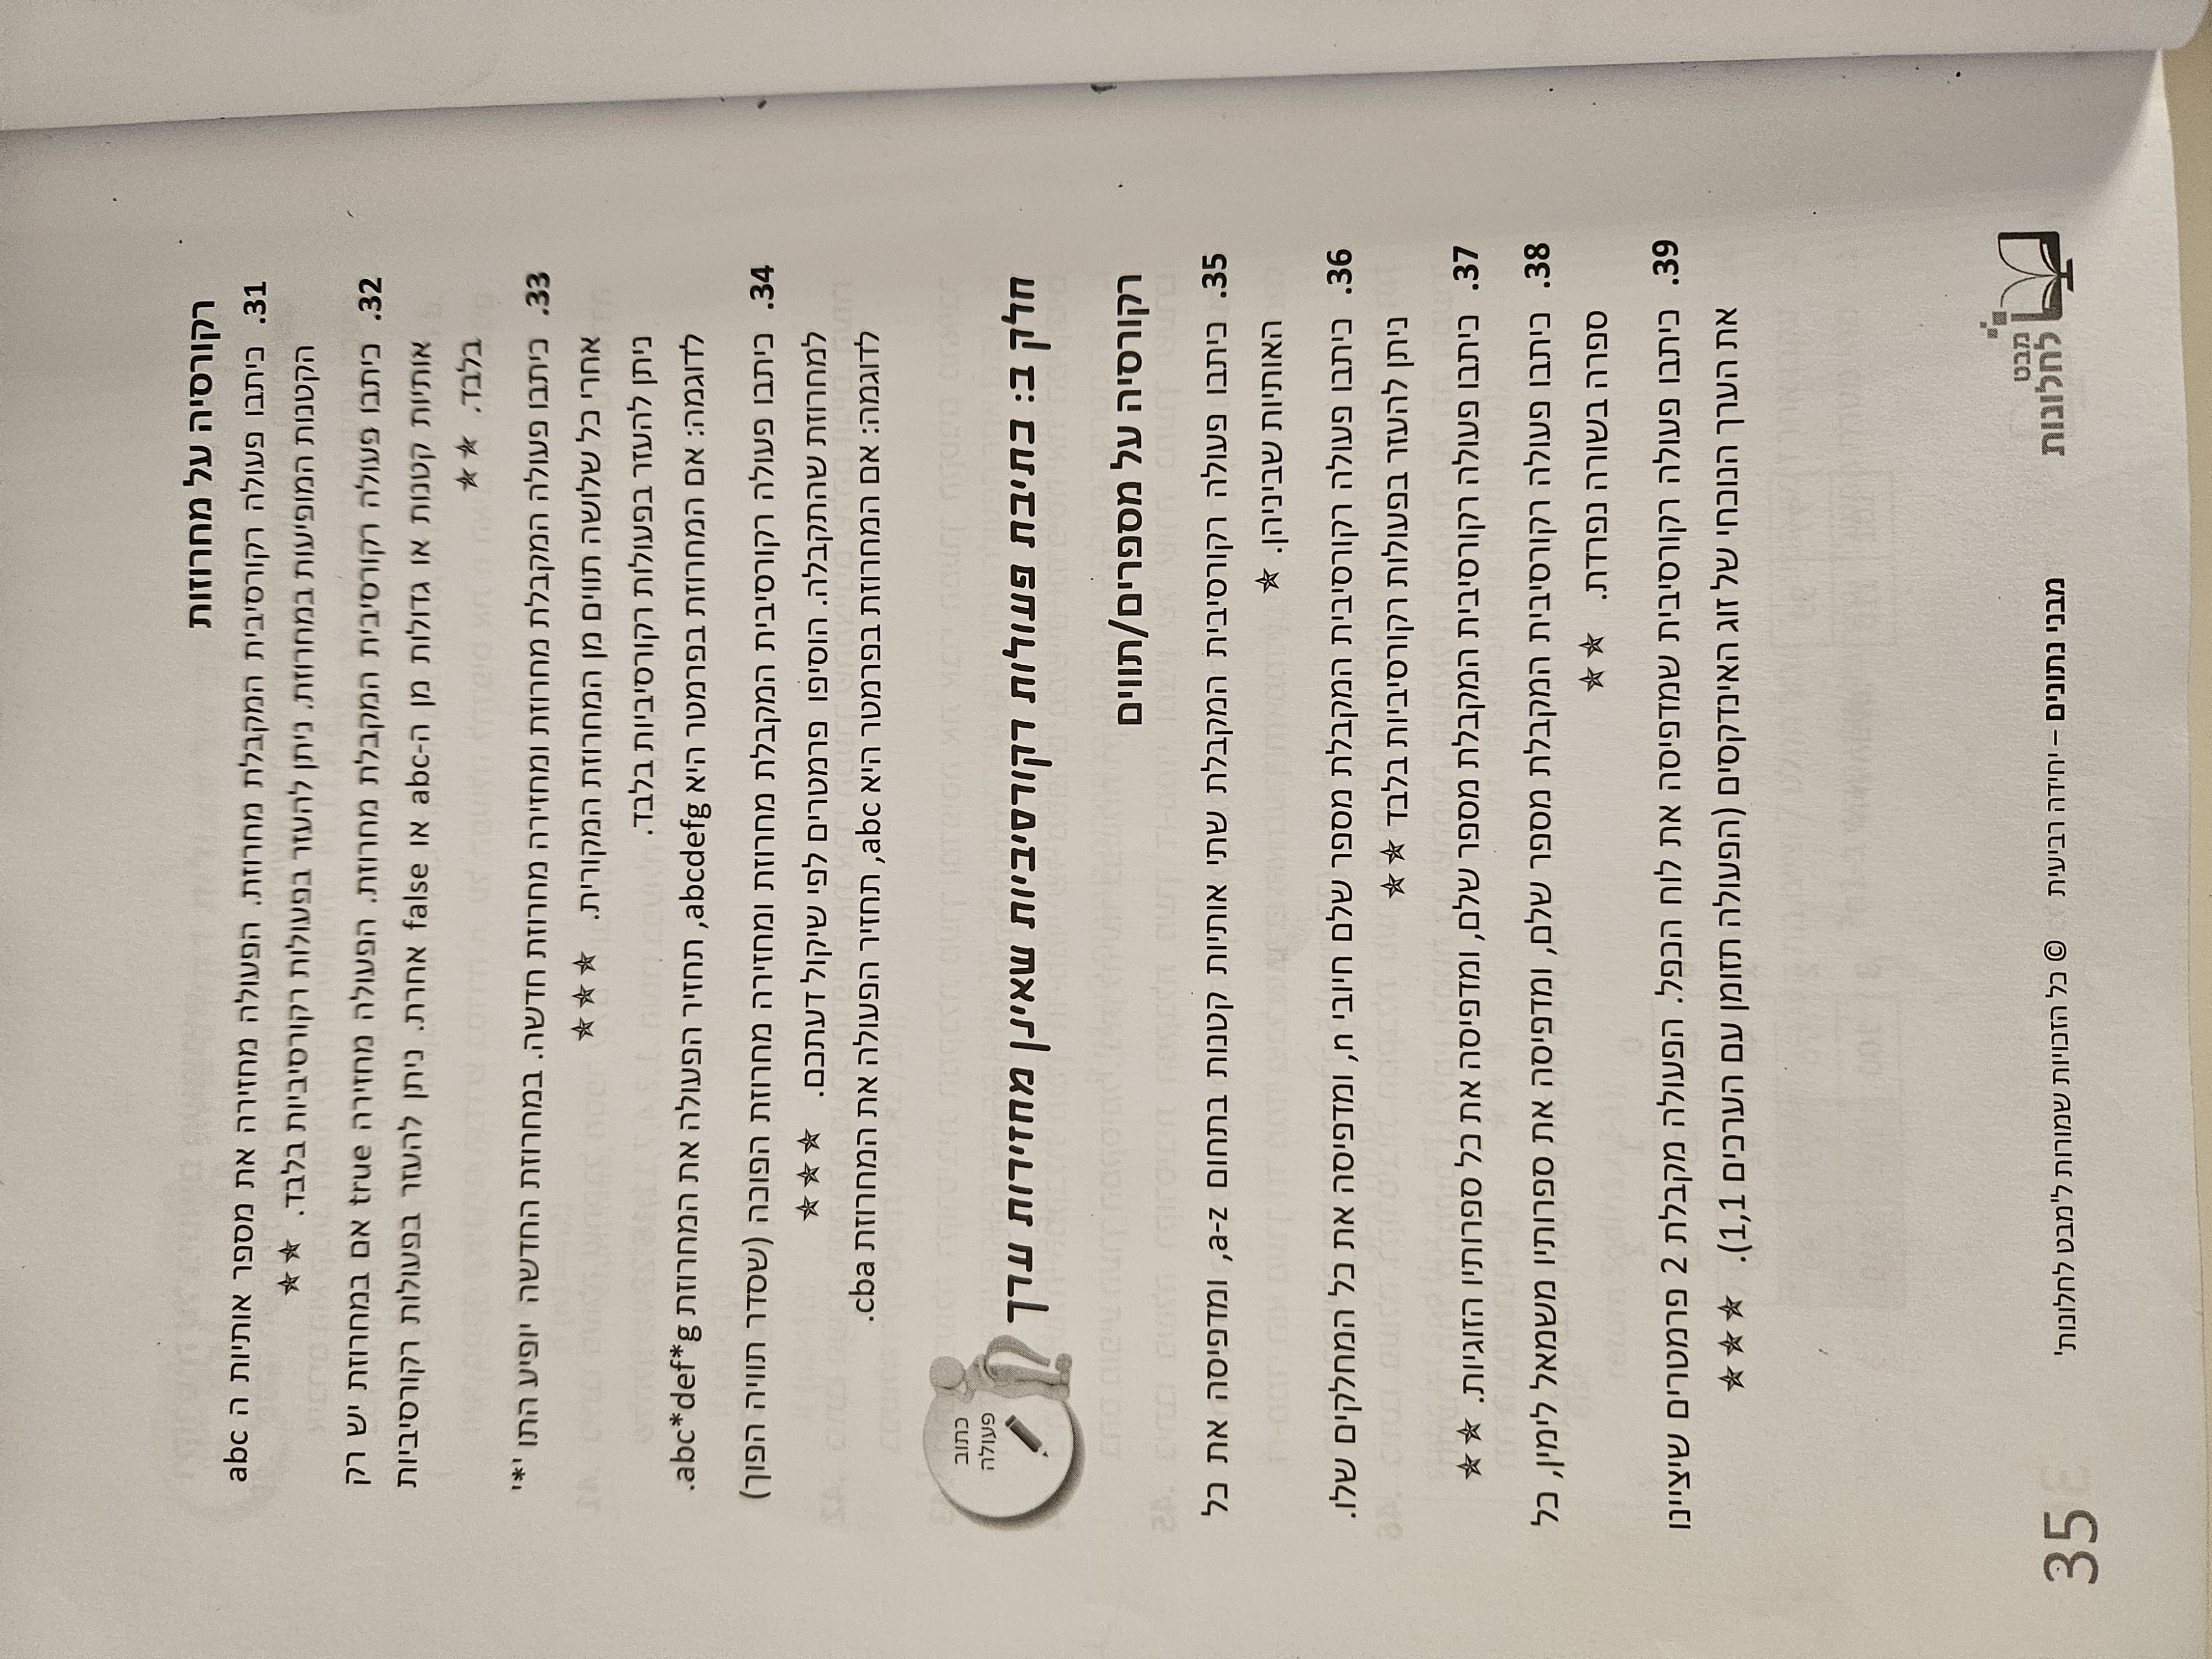 רקורסיה על מחרוזות
31. כיתבו פעולה רקורסיבית המקבלת מחרוזת. הפעולה מחזירה את מספר אותיות ה abc
הקטנות המופיעות במחרוזת. ניתן להעזר בפעולות רקורסיביות בלבד. ✯✯
32. כיתבו פעולה רקורסיבית המקבלת מחרוזת. הפעולה מחזירה true אם במחרוזת יש רק
אותיות קטנות או גדולות מן ה-abc או false אחרת. ניתן להעזר בפעולות רקורסיביות
בלבד. ✯✯
33. כיתבו פעולה המקבלת מחרוזת ומחזירה מחרוזת חדשה. במחרוזת החדשה יופיע התו '*'
אחרי כל שלושה תווים מן המחרוזת המקורית. ✯✯✯
ניתן להעזר בפעולות רקורסיביות בלבד.
לדוגמה: אם המחרוזת בפרמטר היא abcdefg, תחזיר הפעולה את המחרוזת abc*def*g.
34. כיתבו פעולה רקורסיבית המקבלת מחרוזת ומחזירה מחרוזת הפוכה (שסדר תוויה הפוך)
למחרוזת שהתקבלה. הוסיפו פרמטרים לפי שיקול דעתכם. ✯✯✯
לדוגמה: אם המחרוזת בפרמטר היא abc, תחזיר הפעולה את המחרוזת cba.
כתוב
פעולה
חלק ב: כתיבת פעולות רקורסיביות שאינן מחזירות ערך
רקורסיה על מספרים/תווים
35. כיתבו פעולה רקורסיבית המקבלת שתי אותיות קטנות בתחום a-z, ומדפיסה את כל
האותיות שביניהן. ✯
36. כיתבו פעולה רקורסיבית המקבלת מספר שלם חיובי n, ומדפיסה את כל המחלקים שלו.
ניתן להעזר בפעולות רקורסיביות בלבד ✯✯
37. כיתבו פעולה רקורסיבית המקבלת מספר שלם, ומדפיסה את כל ספרותיו הזוגיות. ✯✯
38. כיתבו פעולה רקורסיבית המקבלת מספר שלם, ומדפיסה את ספרותיו משמאל לימין, כל
ספרה בשורה נפרדת. ✯✯
39. כיתבו פעולה רקורסיבית שמדפיסה את לוח הכפל. הפעולה מקבלת 2 פרמטרים שיציינו
את הערך הנוכחי של זוג האינדקסים (הפעולה תזומן עם הערכים 1,1). ✯✯✯
מבט
לחלונות
מבני נתונים – יחידה רביעית © כל הזכויות שמורות ל'מבט לחלונות'
35